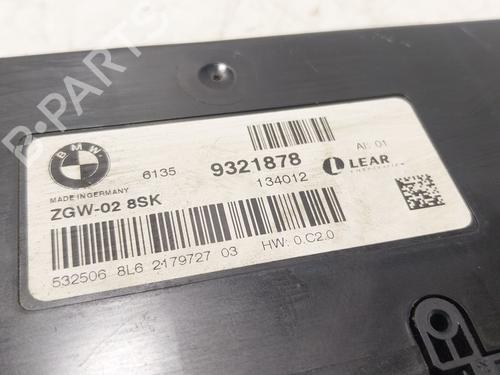 B-PARTS
BMW
6135
9321878
AI: 01
134012
LEAR
CORPORATION
MADE IN GERMANY
ZGW-02 8SK
HW: 0.C2.0
532506 8L6 2179727 03